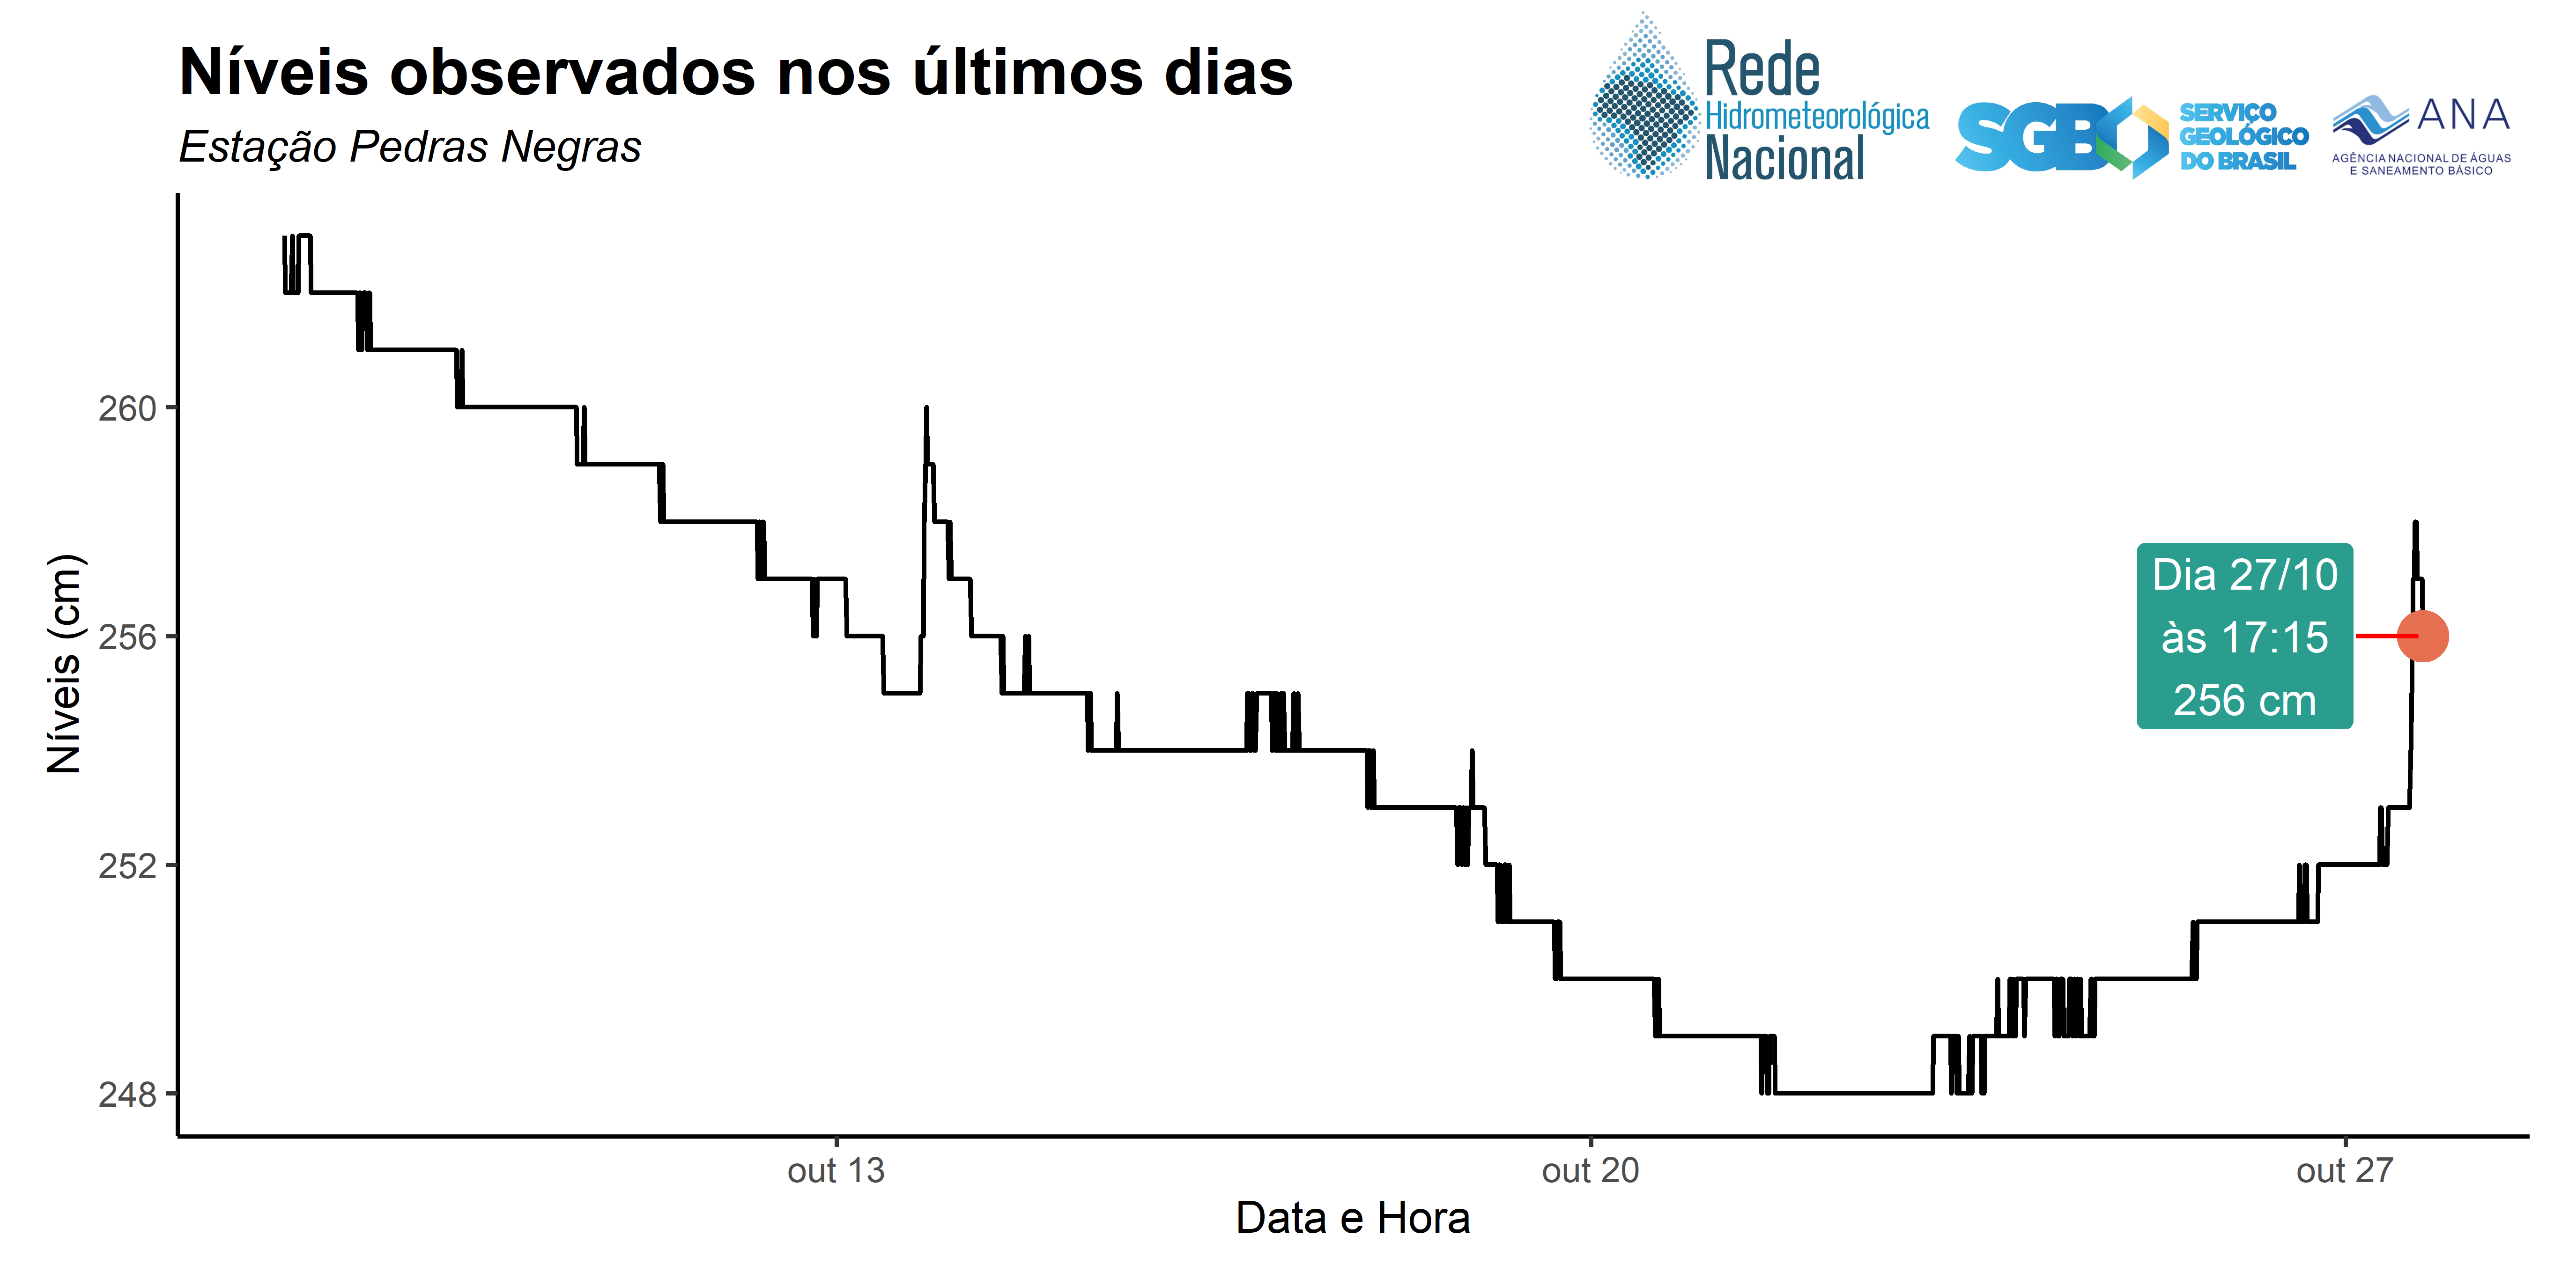 Níveis observados nos últimos dias
Estação Pedras Negras
Rede
Hidrometeorológica
Nacional
SGB
SERVIÇO
GEOLÓGICO
DO BRASIL
ANA
AGÊNCIA NACIONAL DE ÁGUAS
E SANEAMENTO BÁSICO
Níveis (cm)
260
256
252
248
Dia 27/10
às 17:15
256 cm
out 13
out 20
out 27
Data e Hora